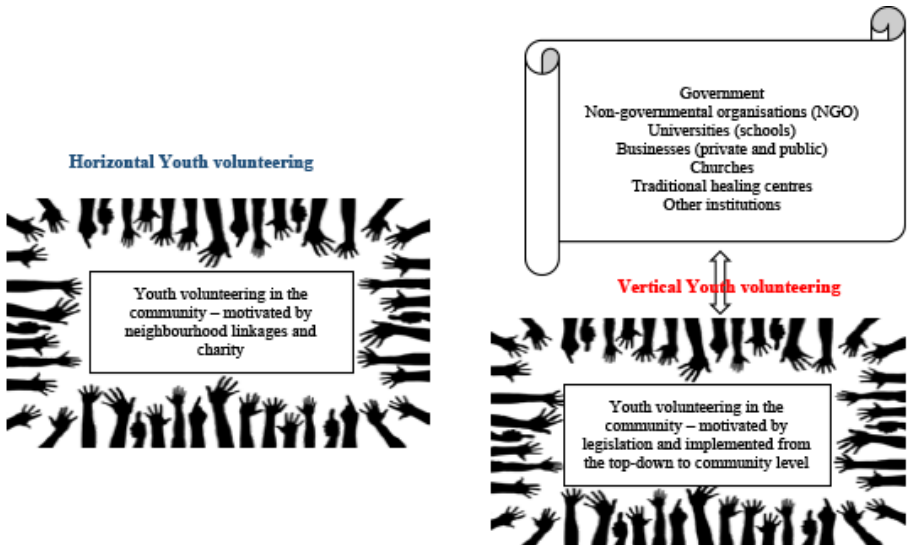 Horizontal Youth volunteering
Youth volunteering in the
community – motivated by
neighbourhood linkages and
charity
Government
Non-governmental organisations (NGO)
Universities (schools)
Businesses (private and public)
Churches
Traditional healing centres
Other institutions
Vertical Youth volunteering
Youth volunteering in the
community – motivated by
legislation and implemented from
the top-down to community level